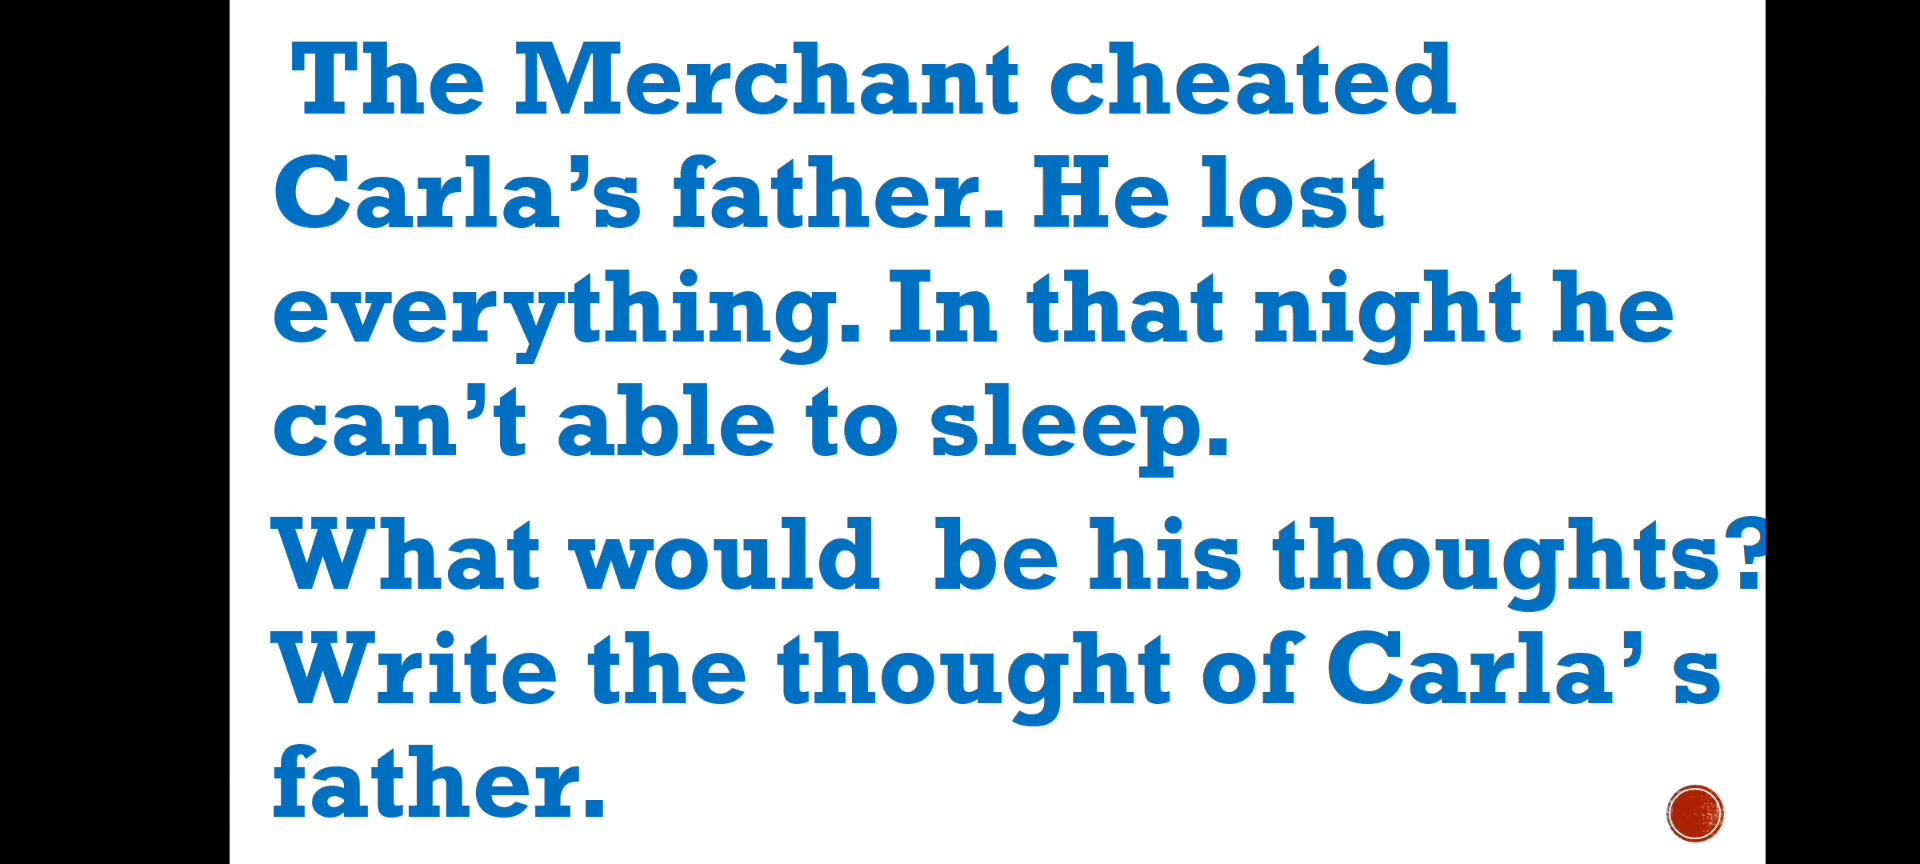 The Merchant cheated
Carla’s father. He lost
everything. In that night he
can’t able to sleep.
What would  be his thoughts?
Write the thought of Carla’ s
father.